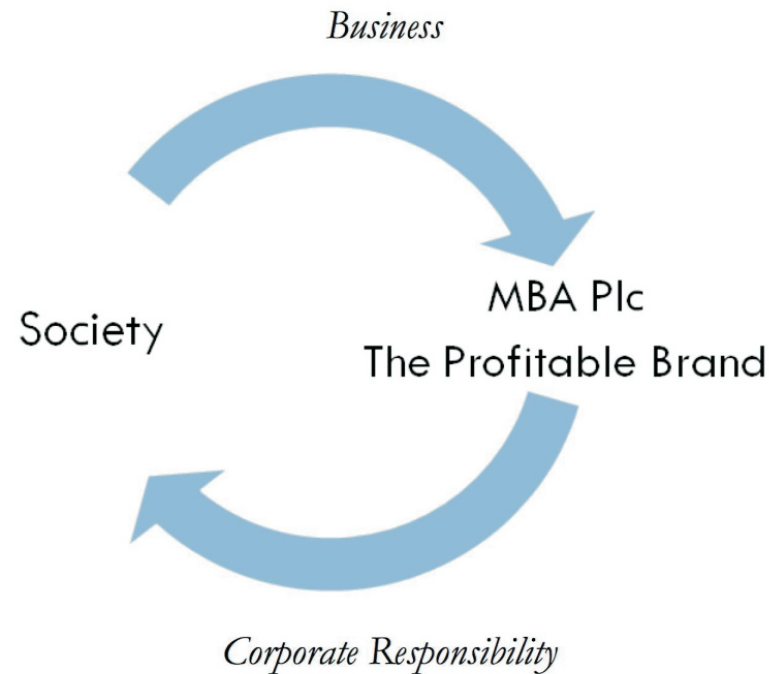 Business
Society
MBA Plc
The Profitable Brand
Corporate Responsibility